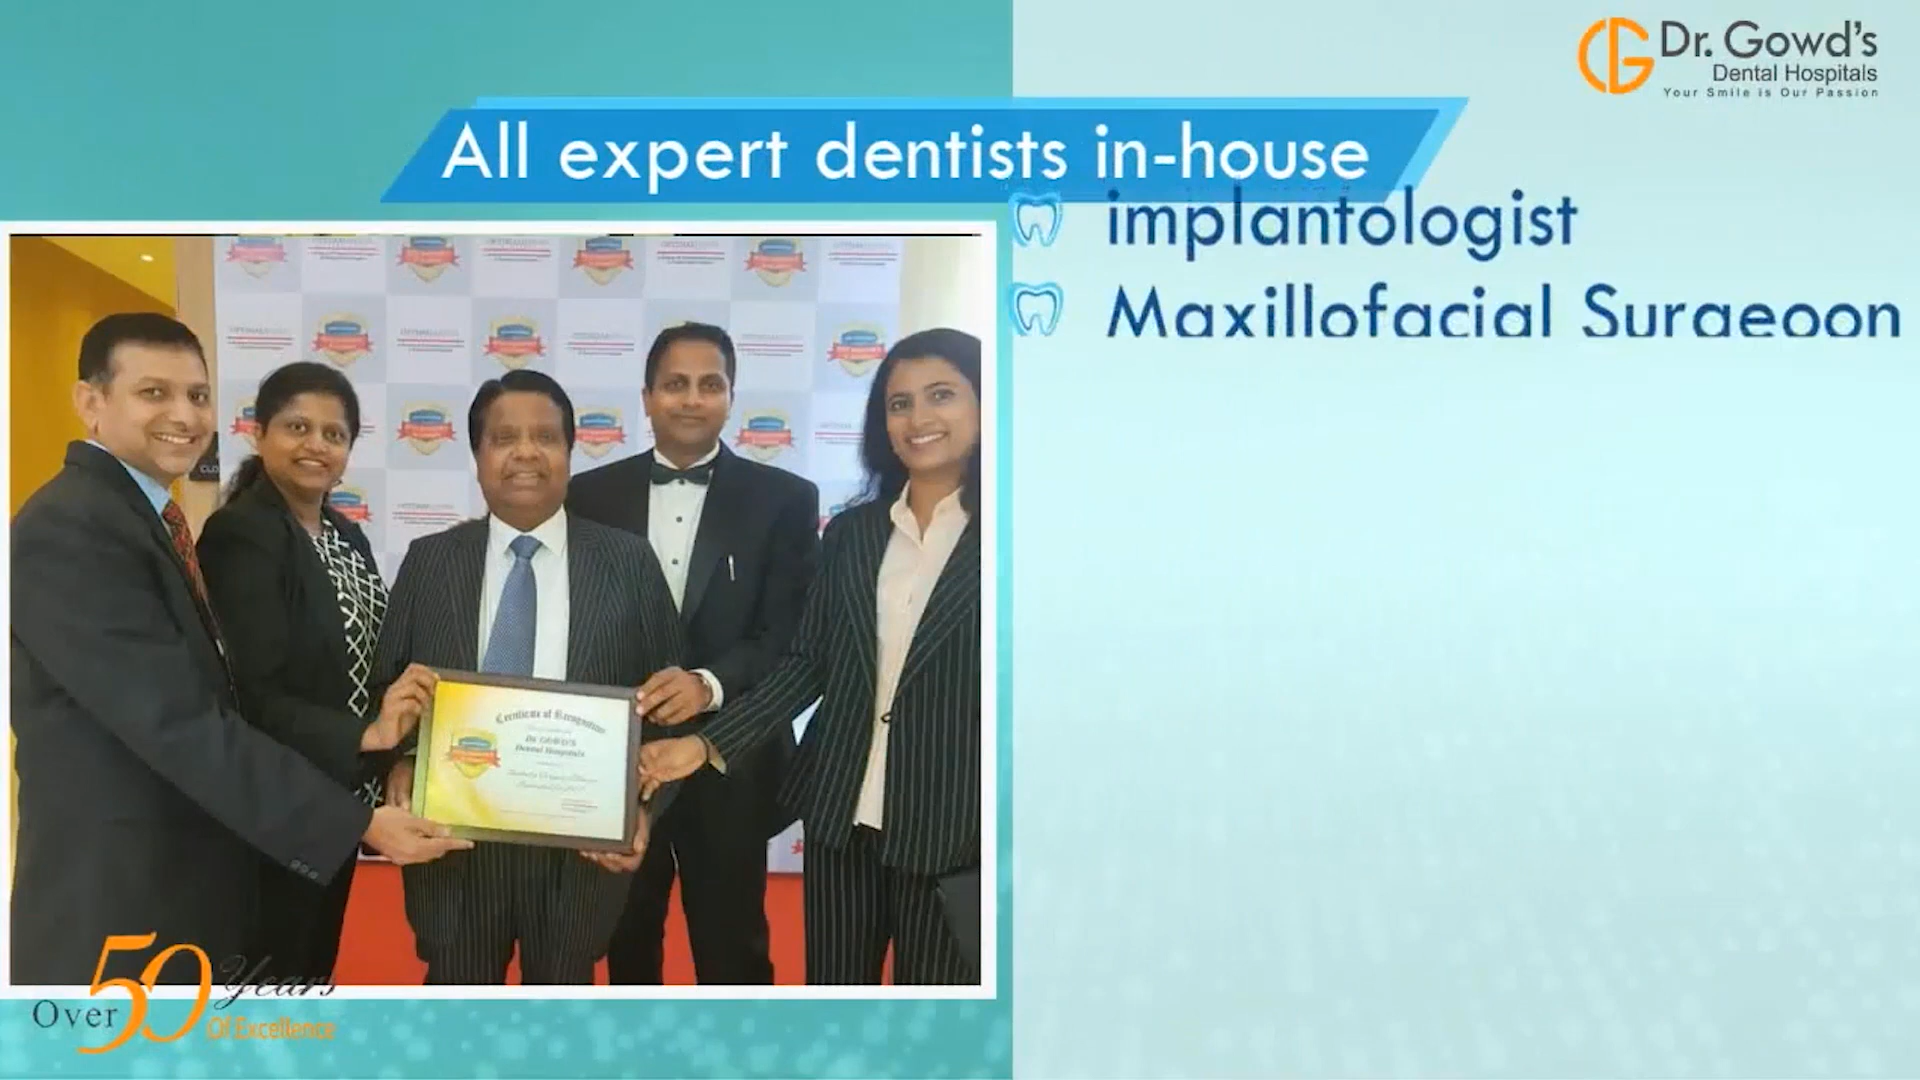 Dr. Gowd's
Dental Hospitals
Your Smile is Our Passion
All expert dentists in-house
implantologist
Maxillofacial Surgeoon
Certificate of Recognition
Dr. GOWD'S
Dental Hospitals
Over 50 Years
Of Excellence